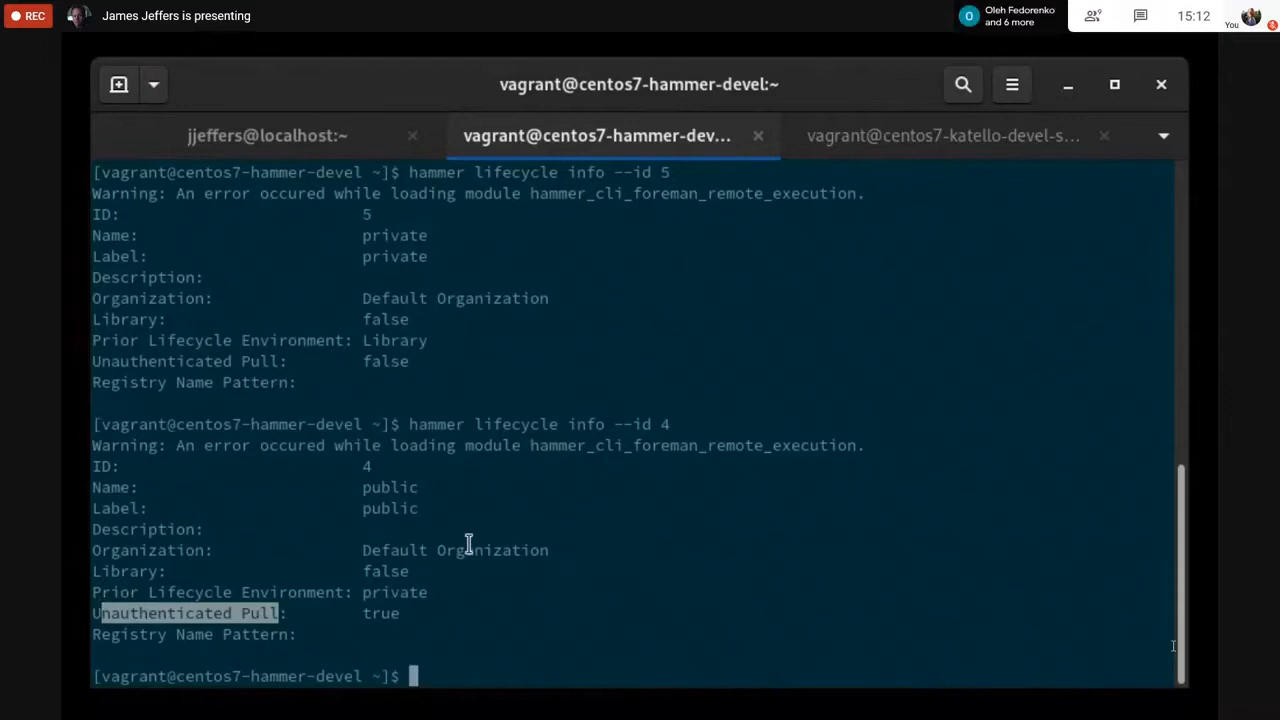 REC
James Jeffers is presenting
O
Oleh Fedorenko
and 6 more
9
15:12
You
vagrant@centos7-hammer-devel:~
jjeffers@localhost:~
vagrant@centos7-hammer-dev...
vagrant@centos7-katello-devel-s...
[vagrant@centos7-hammer-devel ~]$ hammer lifecycle info --id 5
Warning: An error occured while loading module hammer_cli_foreman_remote_execution.
ID: 5
Name: private
Label: private
Description:
Organization: Default Organization
Library: false
Prior Lifecycle Environment: Library
Unauthenticated Pull: false
Registry Name Pattern:
[vagrant@centos7-hammer-devel ~]$ hammer lifecycle info --id 4
Warning: An error occured while loading module hammer_cli_foreman_remote_execution.
ID: 4
Name: public
Label: public
Description:
Organization: Default Organization
Library: false
Prior Lifecycle Environment: private
Unauthenticated Pull: true
Registry Name Pattern:
[vagrant@centos7-hammer-devel ~]$